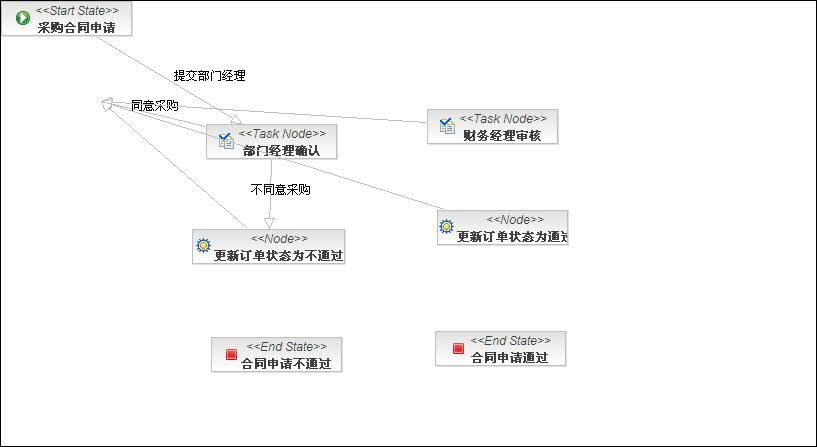 <<Start State>>
采购合同申请
提交部门经理
同意采购
<<Task Node>>
财务经理审核
<<Task Node>>
部门经理确认
不同意采购
<<Node>>
更新订单状态为通过
<<Node>>
更新订单状态为不通过
<<End State>>
合同申请不通过
<<End State>>
合同申请通过